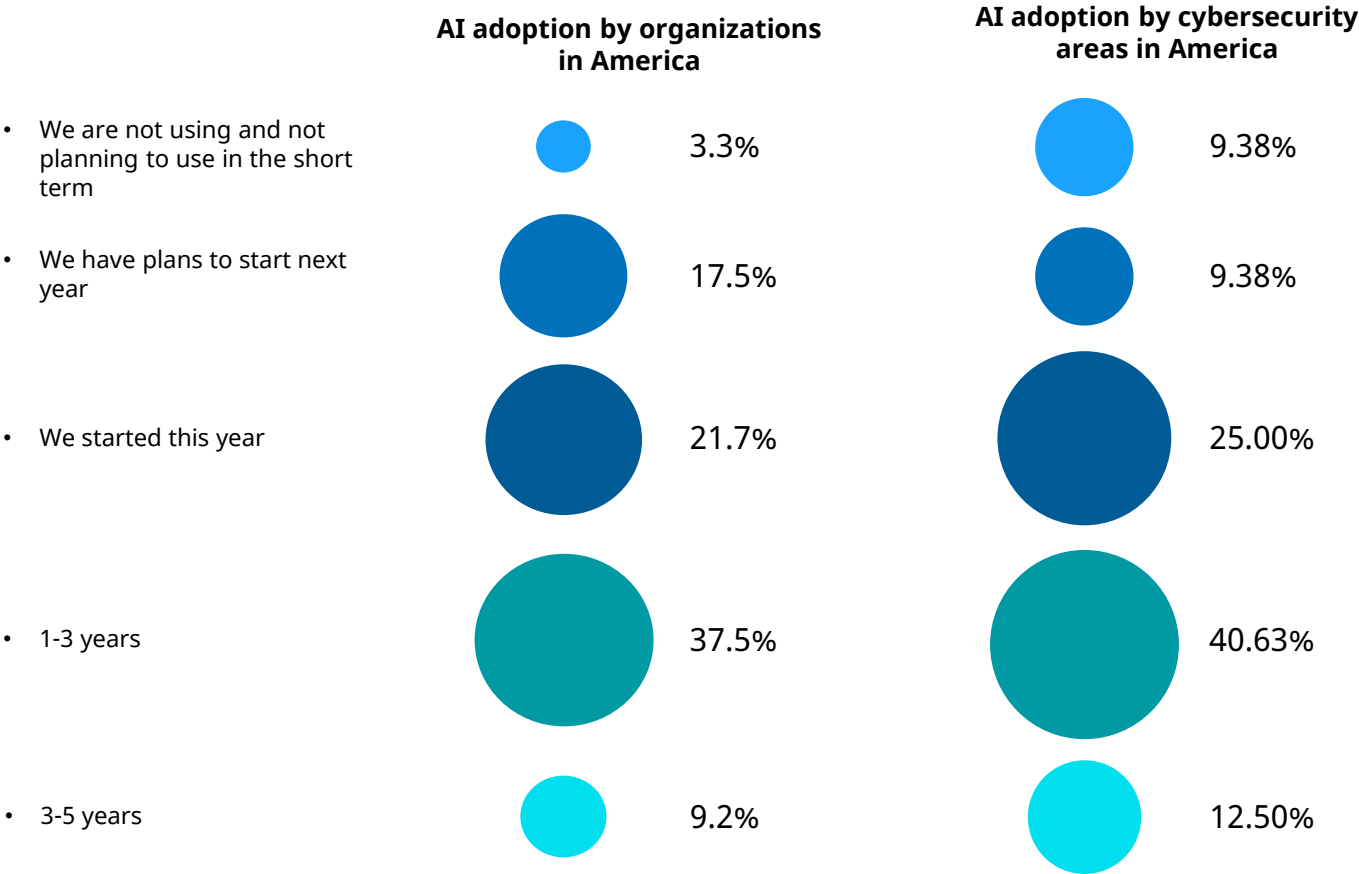 AI adoption by organizations
in America
AI adoption by cybersecurity
areas in America
• We are not using and not
planning to use in the short
term
3.3%
9.38%
• We have plans to start next
year
17.5%
9.38%
• We started this year
21.7%
25.00%
• 1-3 years
37.5%
40.63%
• 3-5 years
9.2%
12.50%